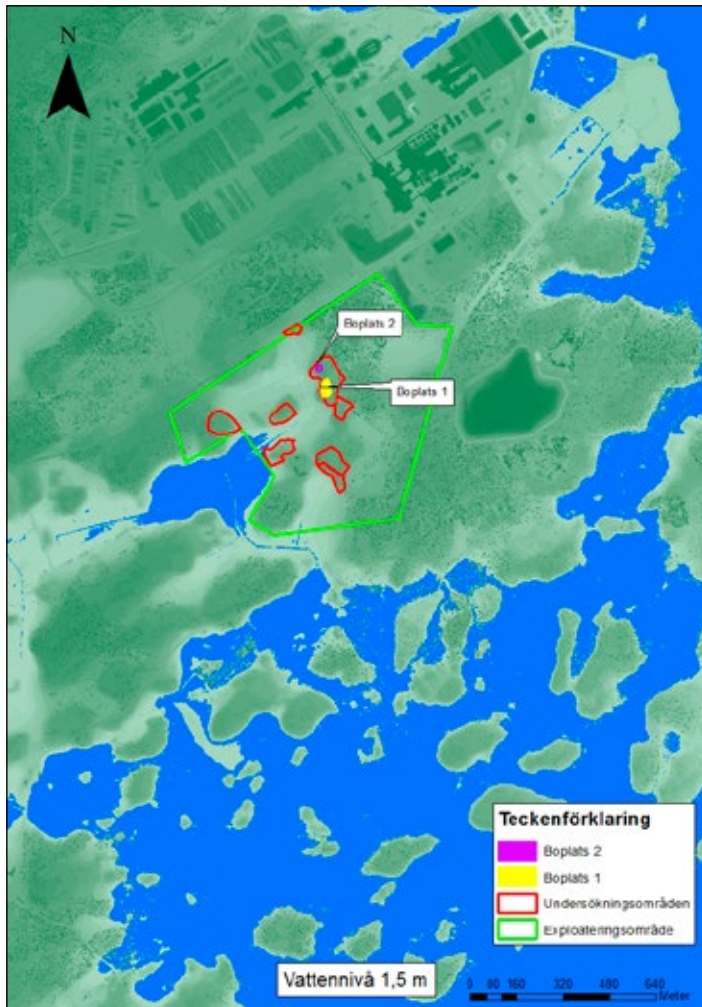 N
Boplats 2
Boplats 1
Teckenförklaring
Boplats 2
Boplats 1
Undersökningsområden
Exploateringsområde
Vattennivå 1,5 m
0 80 160 320 480 640
Meter